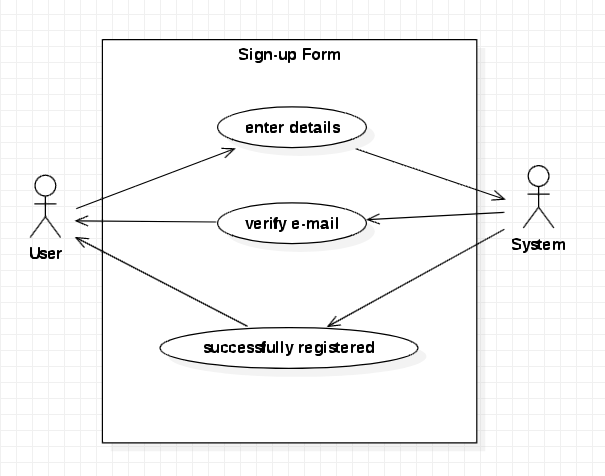 Sign-up Form
enter details
verify e-mail
User
System
successfully registered